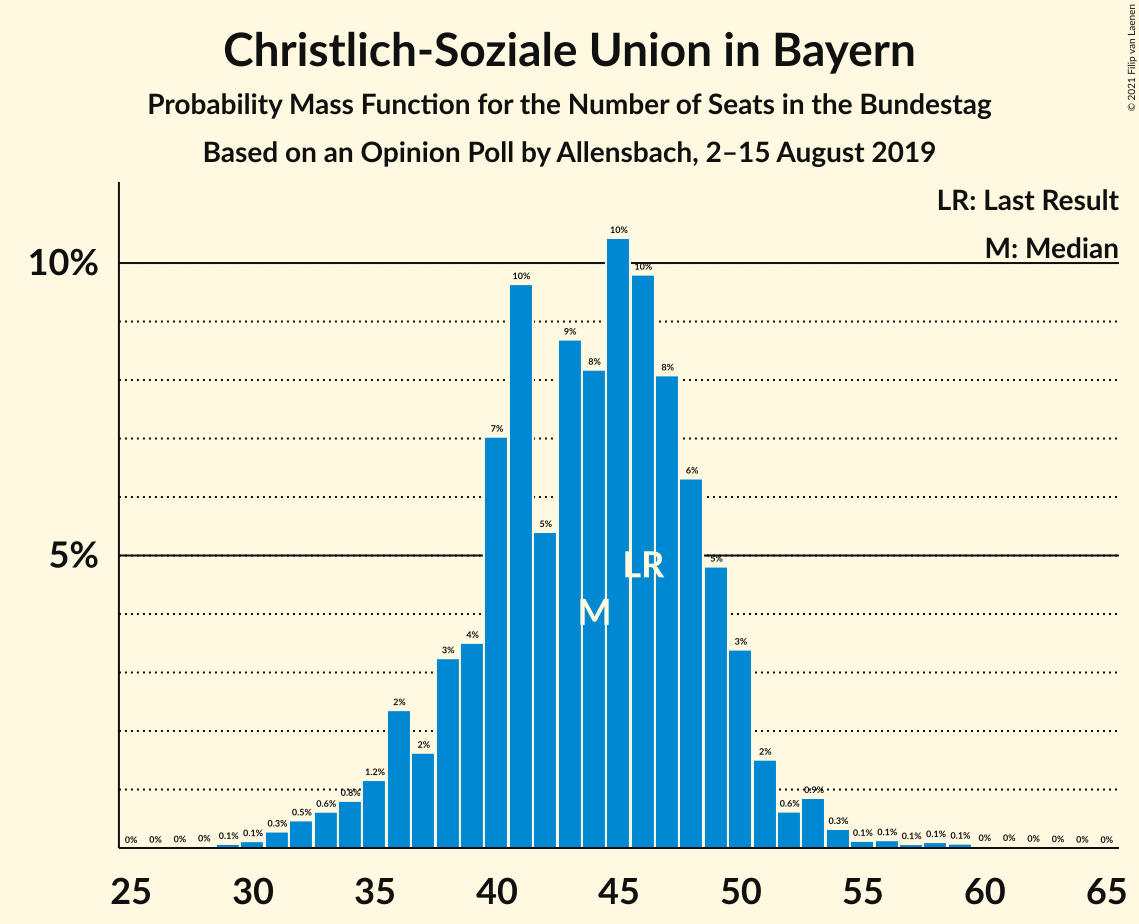 Christlich-Soziale Union in Bayern
Probability Mass Function for the Number of Seats in the Bundestag
Based on an Opinion Poll by Allensbach, 2–15 August 2019
© 2021 Filip van Laenen
LR: Last Result
M: Median
10%
5%
0% 0% 0% 0% 0.1% 0.1% 0.3% 0.5% 0.6% 0.8% 1.2% 2% 2% 3% 4% 7% 10% 5% 9% 8% 10% 10% 8% 6% 5% 3% 2% 0.6% 0.9% 0.3% 0.1% 0.1% 0.1% 0.1% 0.1% 0% 0% 0% 0% 0% 0%
LR
M
25 30 35 40 45 50 55 60 65